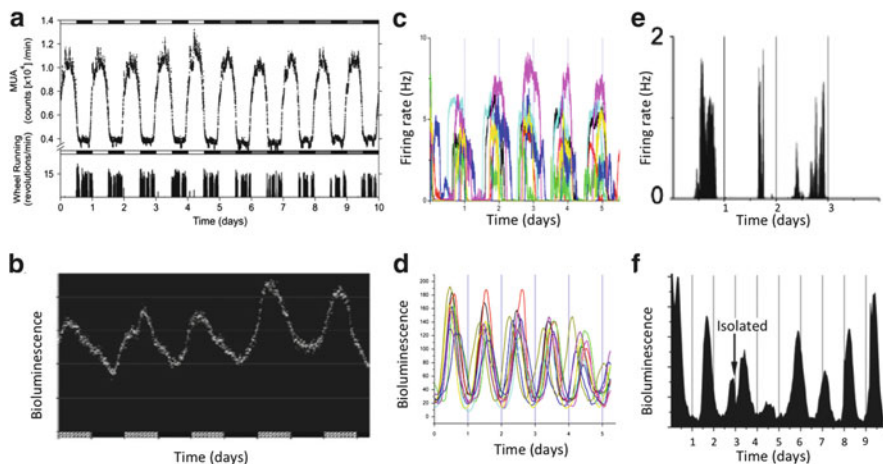 a
MUA
(counts [x10⁴] /min)
1.4
1.2
1.0
0.8
0.6
0.4
Wheel Running
(revolutions/min)
15
0 1 2 3 4 5 6 7 8 9 10
Time (days)
b
Bioluminescence
Time (days)
c
Firing rate (Hz)
10
5
0
1 2 3 4 5
Time (days)
d
Bioluminescence
200
180
160
140
120
100
80
60
40
20
0
0 1 2 3 4 5
Time (days)
e
Firing rate (Hz)
2
0
1 2 3
Time (days)
f
Bioluminescence
Isolated
1 2 3 4 5 6 7 8 9
Time (days)